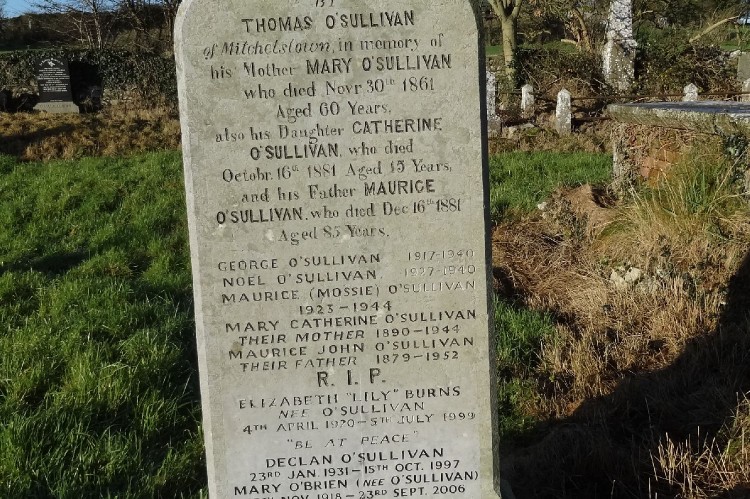 BY
THOMAS O'SULLIVAN
of Mitchelstown, in memory of
his Mother MARY O'SULLIVAN
who died Novr 30th 1861
Aged 60 Years.
also his Daughter CATHERINE
O'SULLIVAN, who died
Octobr. 16th 1881 Aged 15 Years,
and his Father MAURICE
O'SULLIVAN, who died Dec 16th 1881
Aged 85 Years.
GEORGE O'SULLIVAN 1917-1940
NOEL O'SULLIVAN 1927-1940
MAURICE (MOSSIE) O'SULLIVAN
1923-1944
MARY CATHERINE O'SULLIVAN
THEIR MOTHER 1890-1944
MAURICE JOHN O'SULLIVAN
THEIR FATHER 1879-1952
R.I.P.
ELIZABETH "LILY" BURNS
NEE O'SULLIVAN
4TH APRIL 1920-5TH JULY 1999
"BE AT PEACE"
DECLAN O'SULLIVAN
23RD JAN. 1931-15TH OCT. 1997
MARY O'BRIEN (NEE O'SULLIVAN)
NOV. 1918-23RD SEPT. 2006